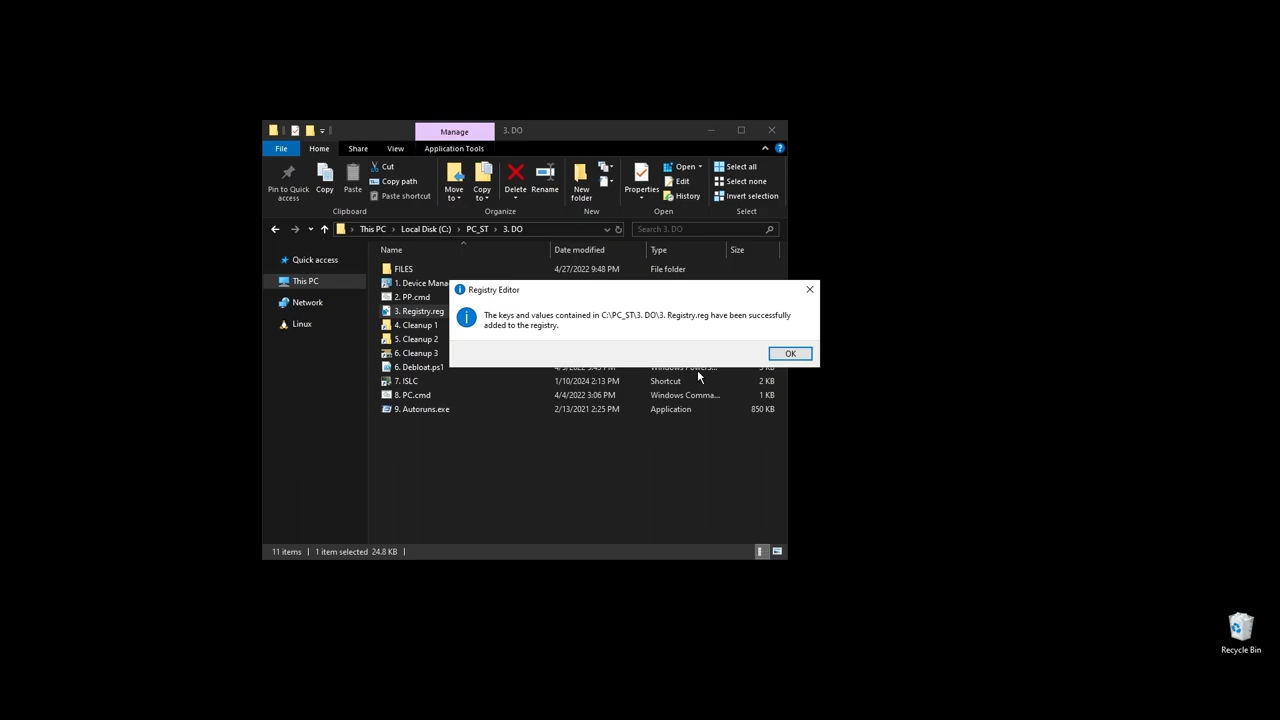 Manage
3. DO
File
Home
Share
View
Application Tools
Pin to Quick
access
Copy
Paste
Cut
Copy path
Paste shortcut
Clipboard
Move
to
Copy
to
Delete
Rename
Organize
New
folder
New
Properties
Open
Edit
History
Open
Select all
Select none
Invert selection
Select
This PC
Local Disk (C:)
PC_ST
3. DO
Search 3. DO
Name
Date modified
Type
Size
Quick access
This PC
Network
Linux
FILES
4/27/2022 9:48 PM
File folder
1. Device Mana
2. PP.cmd
3. Registry.reg
4. Cleanup 1
5. Cleanup 2
6. Cleanup 3
6. Debloat.ps1
7. ISLC
1/10/2024 2:13 PM
Shortcut
2 KB
8. PC.cmd
4/4/2022 3:06 PM
Windows Comma...
1 KB
9. Autoruns.exe
2/13/2021 2:25 PM
Application
850 KB
Registry Editor
The keys and values contained in C:\PC_ST\3. DO\3. Registry.reg have been successfully
added to the registry.
OK
11 items
1 item selected 24.8 KB
Recycle Bin